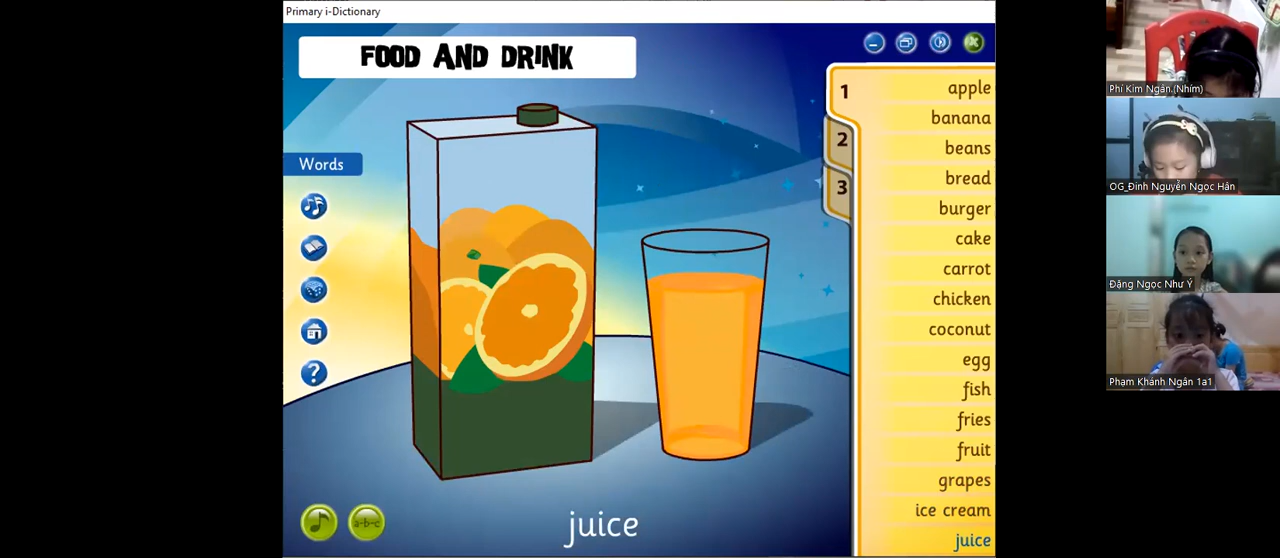 Primary i-Dictionary
FOOD AND DRINK
Words
?
a-b-c
juice
1
2
3
apple
banana
beans
bread
burger
cake
carrot
chicken
coconut
egg
fish
fries
fruit
grapes
ice cream
juice
Phí Kim Ngân.(Nhím)
OG_Đinh Nguyễn Ngọc Hân
Đặng Ngọc Như Ý
Phạm Khánh Ngân 1a1